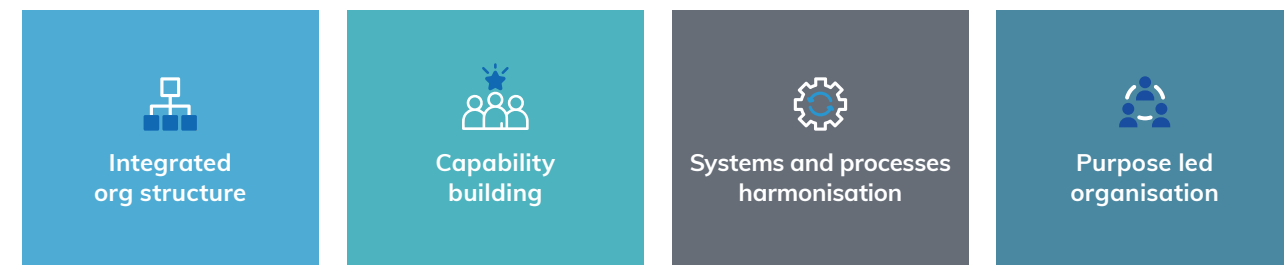 Integrated
org structure
Capability
building
Systems and processes
harmonisation
Purpose led
organisation